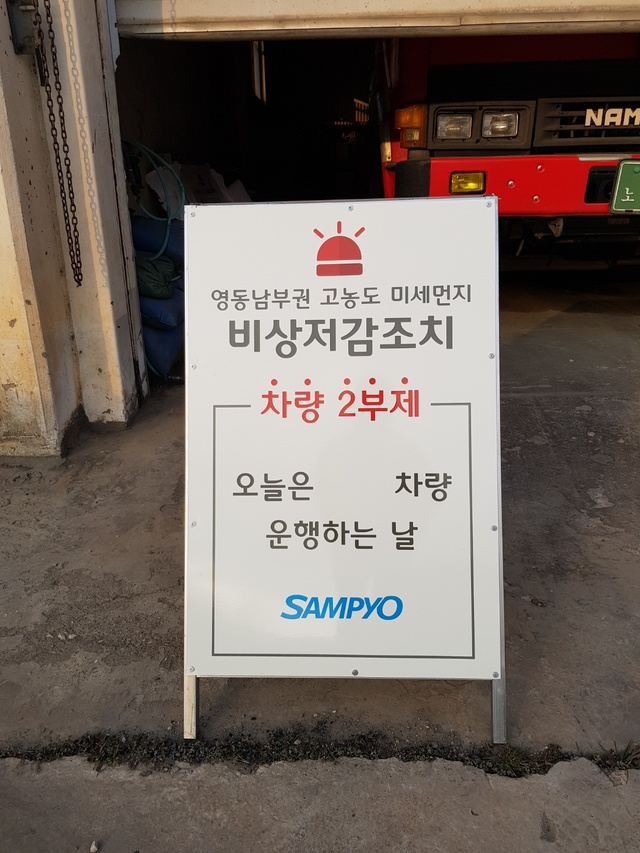 NAM
노
영동남부권 고농도 미세먼지
비상저감조치
차량 2부제
오늘은 차량
운행하는 날
SAMPYO